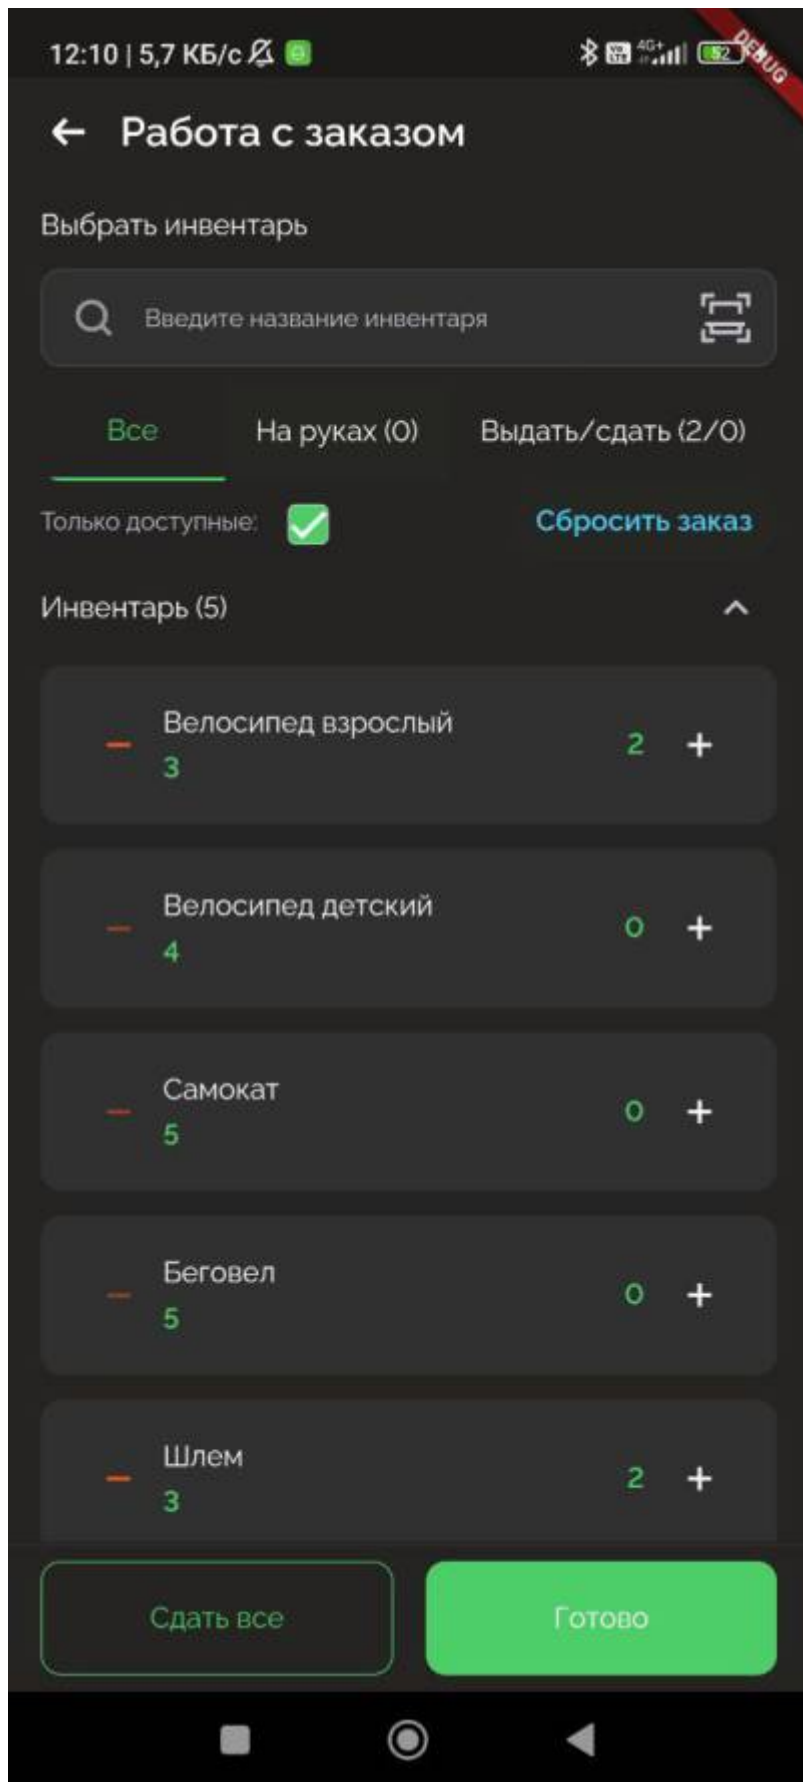 12:10 | 5,7 КБ/с
4G+
52
DEBUG
Работа с заказом
Выбрать инвентарь
Введите название инвентаря
Все На руках (0) Выдать/сдать (2/0)
Только доступные: Сбросить заказ
Инвентарь (5)
Велосипед взрослый
3
2 +
Велосипед детский
4
0 +
Самокат
5
0 +
Беговел
5
0 +
Шлем
3
2 +
Сдать все Готово